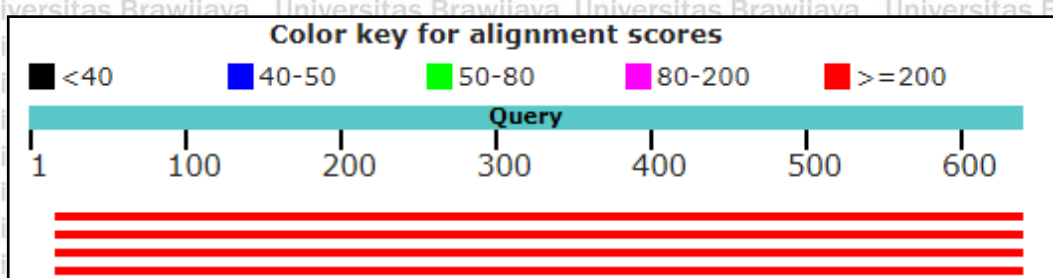 iversitas Brawijaya Universitas Brawijaya Universitas Brawijaya Universitas B
Color key for alignment scores
<40 40-50 50-80 80-200 >=200
Query
1 100 200 300 400 500 600